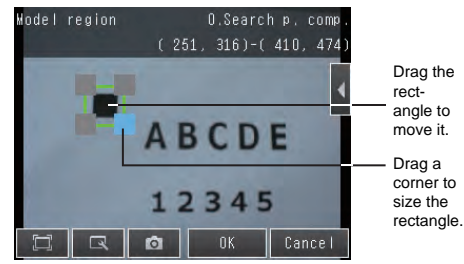 Model region 0.Search p. comp.
( 251, 316)-( 410, 474)
Drag the
rect-
angle to
move it.
ABCDE
Drag a
corner to
size the
rectangle.
12345
OK Cancel